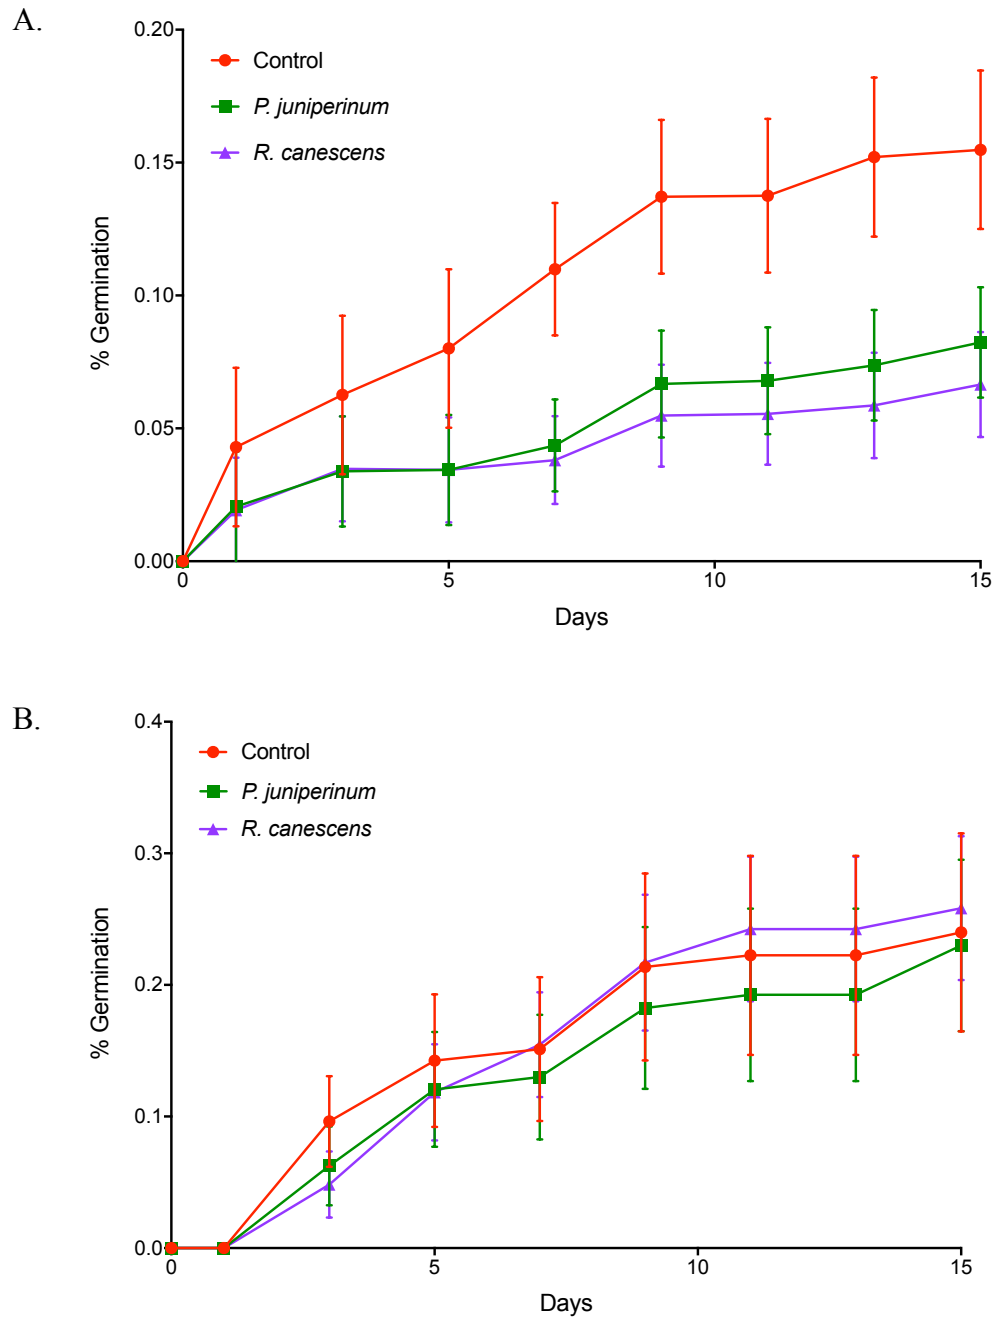 A.
0.20
Control
P. juniperinum
R. canescens
0.15
0.10
0.05
0.00
% Germination
0 5 10 15
Days
B.
0.4
Control
P. juniperinum
R. canescens
0.3
0.2
0.1
0.0
% Germination
0 5 10 15
Days